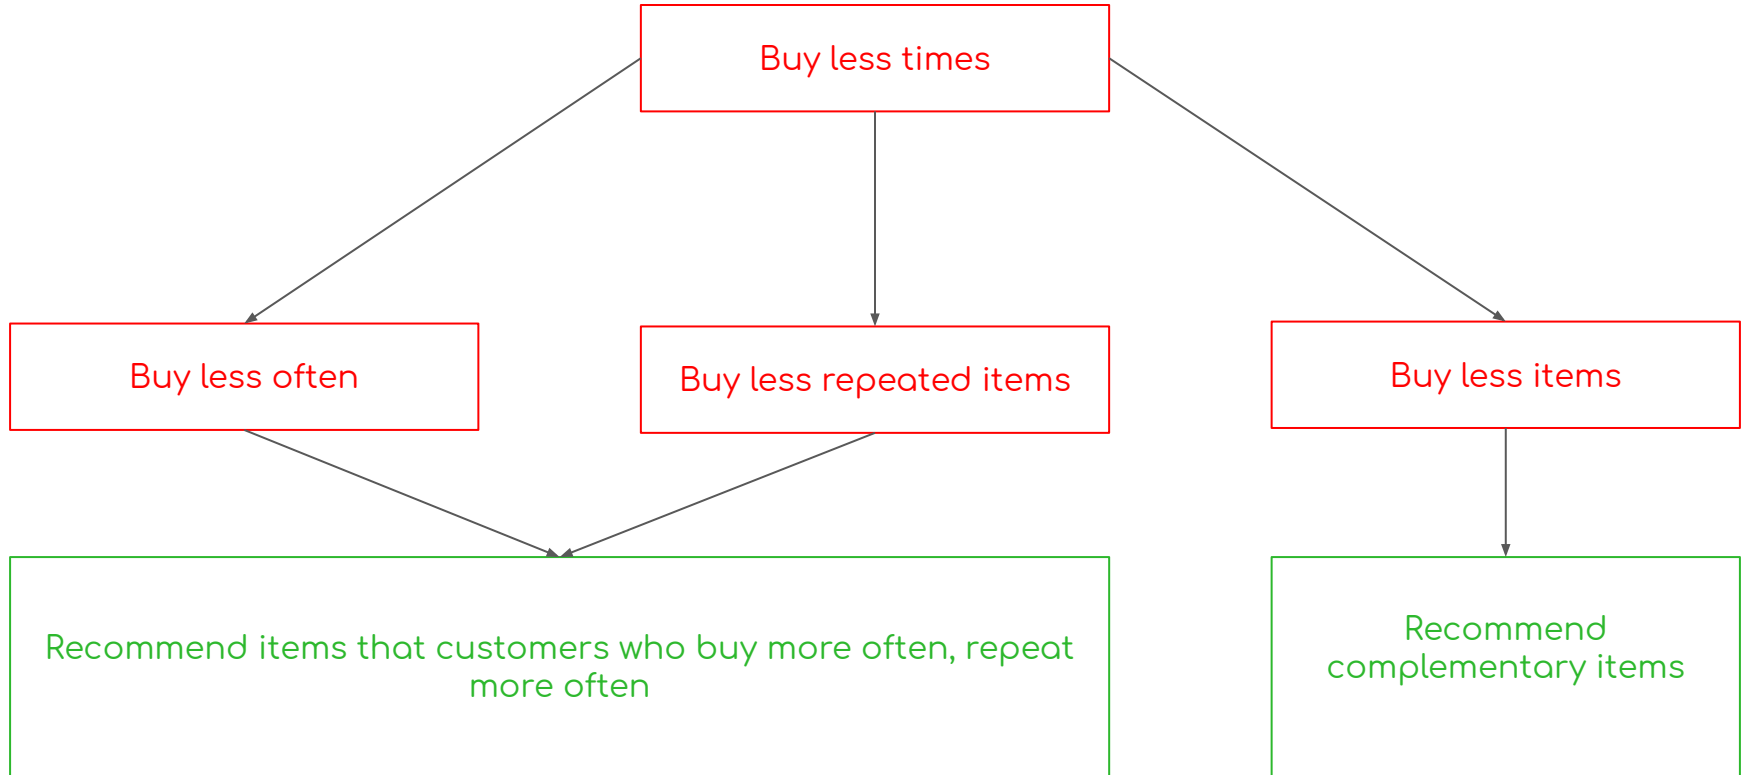 Buy less times
Buy less often
Buy less repeated items
Buy less items
Recommend items that customers who buy more often, repeat
more often
Recommend
complementary items